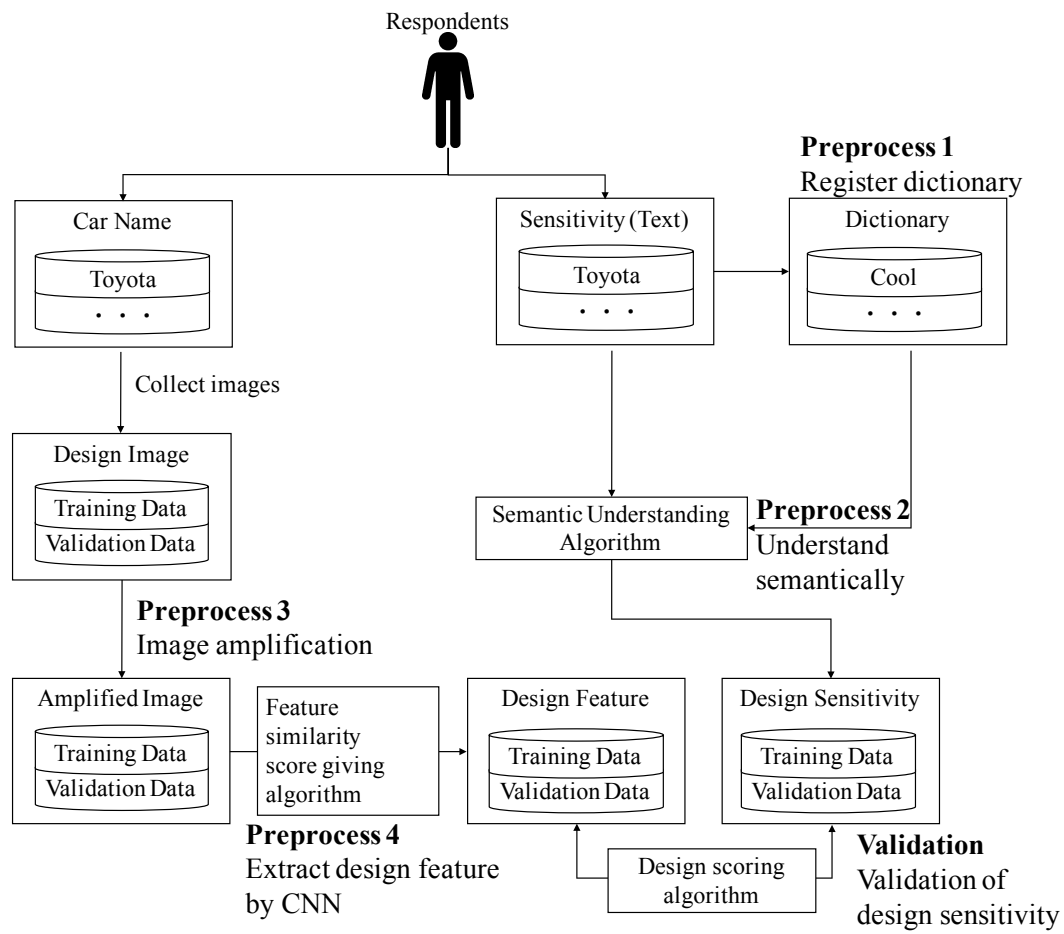 Respondents
Preprocess 1
Register dictionary
Car Name
Toyota
・・・
Sensitivity (Text)
Toyota
・・・
Dictionary
Cool
・・・
Collect images
Design Image
Training Data
Validation Data
Semantic Understanding
Algorithm
Preprocess 2
Understand
semantically
Preprocess 3
Image amplification
Amplified Image
Training Data
Validation Data
Feature
similarity
score giving
algorithm
Design Feature
Training Data
Validation Data
Design Sensitivity
Training Data
Validation Data
Preprocess 4
Extract design feature
by CNN
Design scoring
algorithm
Validation
Validation of
design sensitivity